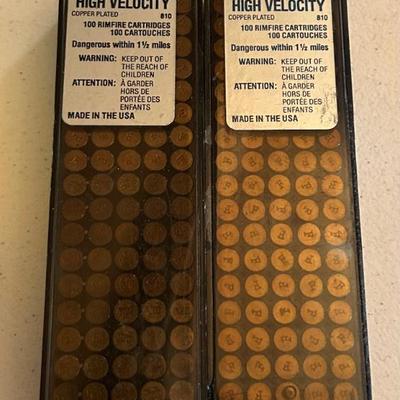 HIGH VELOCITY
COPPER PLATED 810
100 RIMFIRE CARTRIDGES
100 CARTOUCHES
Dangerous within 1½ miles
WARNING: KEEP OUT OF
THE REACH OF
CHILDREN
ATTENTION: À GARDER
HORS DE
PORTÉE DES
ENFANTS
MADE IN THE USA
HIGH VELOCITY
COPPER PLATED 810
100 RIMFIRE CARTRIDGES
100 CARTOUCHES
Dangerous within 1½ miles
WARNING: KEEP OUT OF
THE REACH OF
CHILDREN
ATTENTION: À GARDER
HORS DE
PORTÉE DES
ENFANTS
MADE IN THE USA